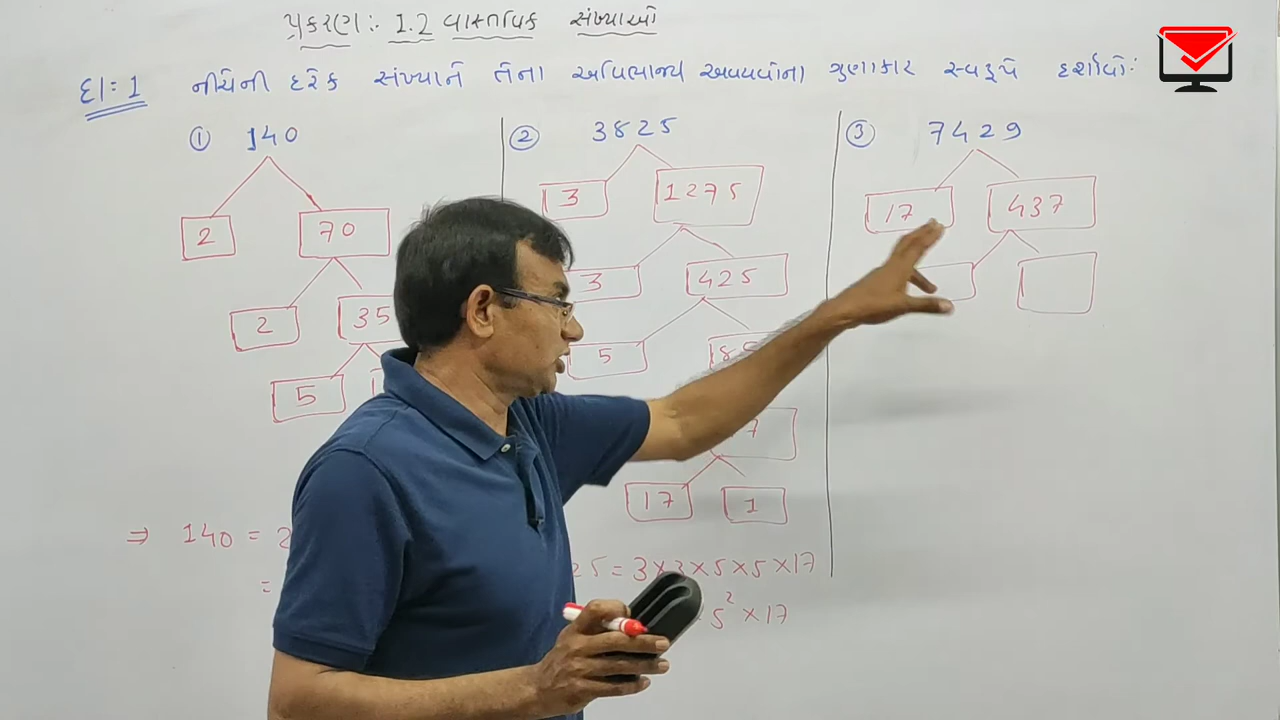 પ્રકરણ :- 1.2 વાસ્તવિક સંખ્યાઓ
દા: 1 નીચેની દરેક સંખ્યાને તેના અવિભાજ્ય અવયવોના ગુણાકાર સ્વરૂપે દર્શાવો:
① 140
2 70
2 35
5
⇒ 140 = 2
=
② 3825
3 1275
3 425
5 85
17 1
25 = 3×3×5×5×17
5² × 17
③ 7429
17 437